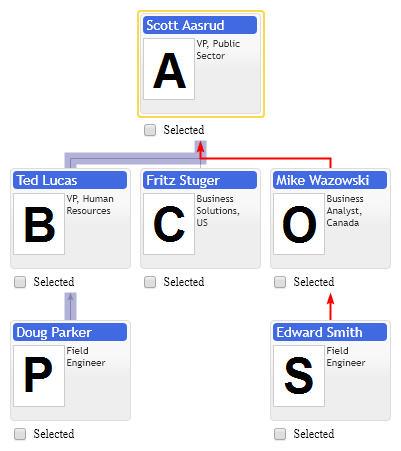 Scott Aasrud
A
VP, Public
Sector
Selected
Ted Lucas
B
VP, Human
Resources
Selected
Fritz Stuger
C
Business
Solutions,
US
Selected
Mike Wazowski
O
Business
Analyst,
Canada
Selected
Doug Parker
P
Field
Engineer
Selected
Edward Smith
S
Field
Engineer
Selected